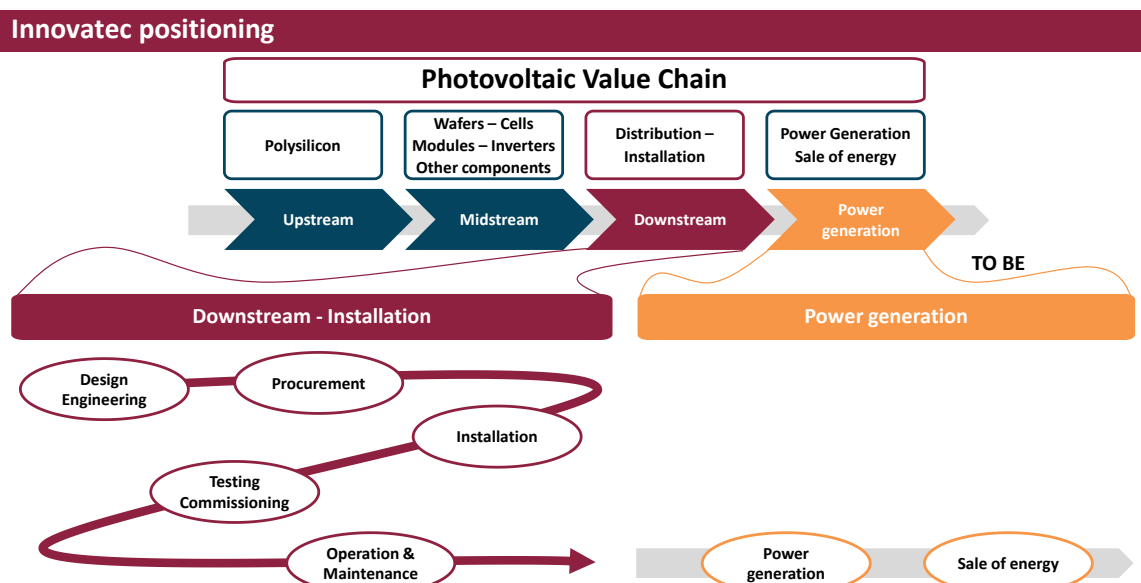 Innovatec positioning
Photovoltaic Value Chain
Polysilicon
Wafers – Cells
Modules – Inverters
Other components
Distribution –
Installation
Power Generation
Sale of energy
Upstream
Midstream
Downstream
Power
generation
TO BE
Downstream - Installation
Power generation
Design
Engineering
Procurement
Installation
Testing
Commissioning
Operation &
Maintenance
Power
generation
Sale of energy